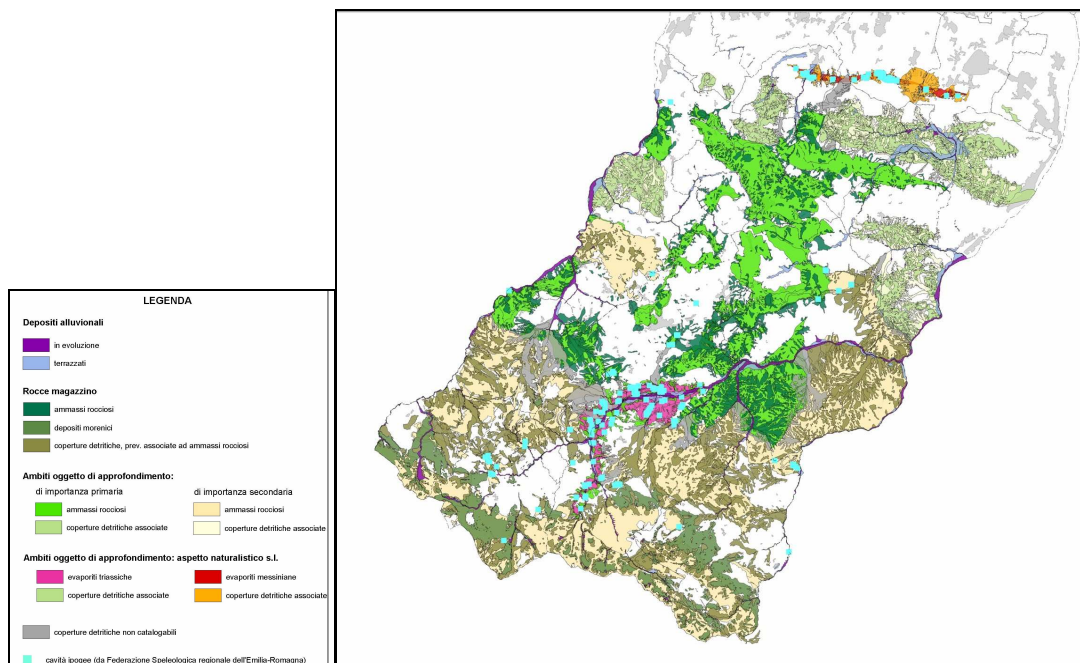 LEGENDA
Depositi alluvionali
in evoluzione
terrazzati
Rocce magazzino
ammassi rocciosi
depositi morenici
coperture detritiche, prev. associate ad ammassi rocciosi
Ambiti oggetto di approfondimento:
di importanza primaria
di importanza secondaria
ammassi rocciosi
ammassi rocciosi
coperture detritiche associate
coperture detritiche associate
Ambiti oggetto di approfondimento: aspetto naturalistico s.l.
evaporiti triassiche
evaporiti messiniane
coperture detritiche associate
coperture detritiche associate
coperture detritiche non catalogabili
cavità ipogee (da Federazione Speleologica regionale dell'Emilia-Romagna)